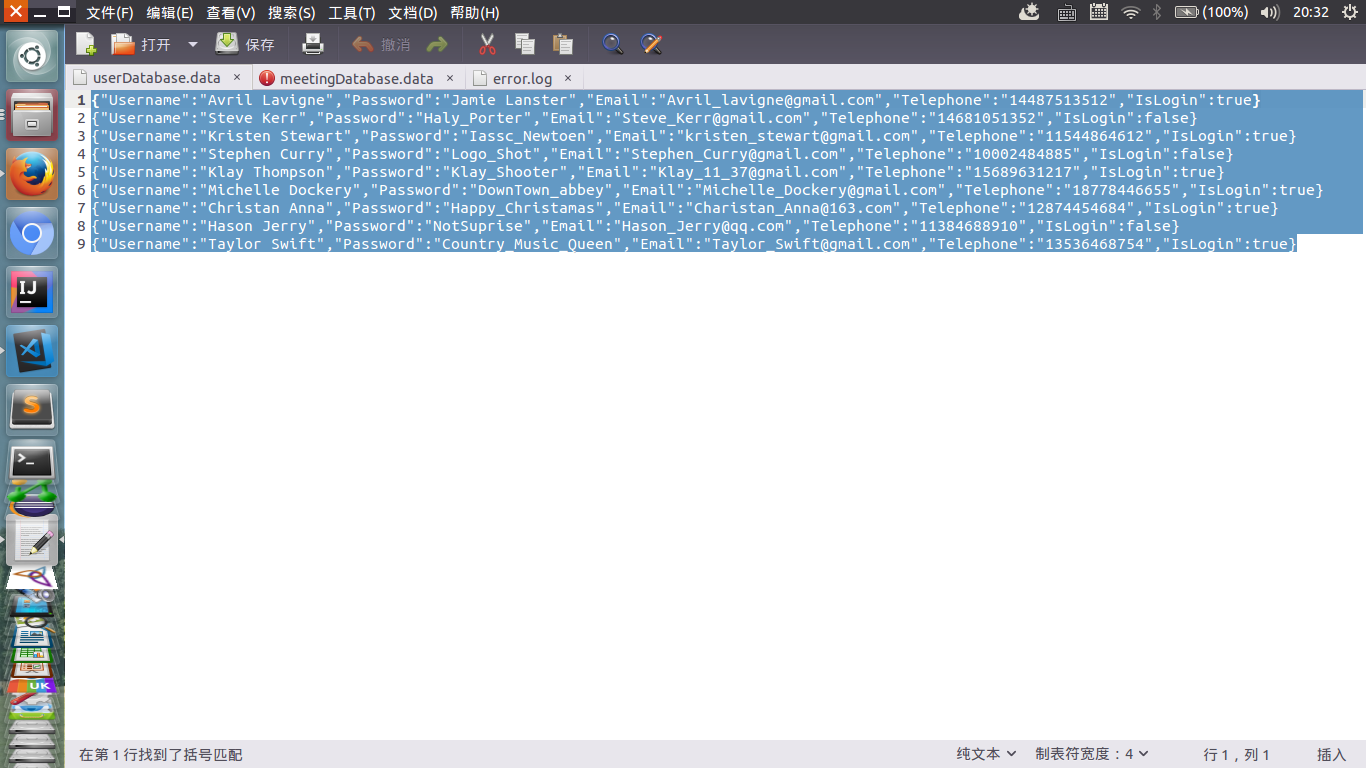 文件(F) 编辑(E) 查看(V) 搜索(S) 工具(T) 文档(D) 帮助(H) (100%) 20:32
打开 保存 撤消
userDatabase.data × meetingDatabase.data × error.log ×
1 {"Username":"Avril Lavigne","Password":"Jamie Lanster","Email":"Avril_lavigne@gmail.com","Telephone":"14487513512","IsLogin":true}
2 {"Username":"Steve Kerr","Password":"Haly_Porter","Email":"Steve_Kerr@gmail.com","Telephone":"14681051352","IsLogin":false}
3 {"Username":"Kristen Stewart","Password":"Iassc_Newtoen","Email":"kristen_stewart@gmail.com","Telephone":"11544864612","IsLogin":true}
4 {"Username":"Stephen Curry","Password":"Logo_Shot","Email":"Stephen_Curry@gmail.com","Telephone":"10002484885","IsLogin":false}
5 {"Username":"Klay Thompson","Password":"Klay_Shooter","Email":"Klay_11_37@gmail.com","Telephone":"15689631217","IsLogin":true}
6 {"Username":"Michelle Dockery","Password":"DownTown_abbey","Email":"Michelle_Dockery@gmail.com","Telephone":"18778446655","IsLogin":true}
7 {"Username":"Christan Anna","Password":"Happy_Christamas","Email":"Charistan_Anna@163.com","Telephone":"12874454684","IsLogin":true}
8 {"Username":"Hason Jerry","Password":"NotSuprise","Email":"Hason_Jerry@qq.com","Telephone":"11384688910","IsLogin":false}
9 {"Username":"Taylor Swift","Password":"Country_Music_Queen","Email":"Taylor_Swift@gmail.com","Telephone":"13536468754","IsLogin":true}
IJ
S
>_
UK
在第 1 行找到了括号匹配 纯文本 制表符宽度：4 行 1，列 1 插入